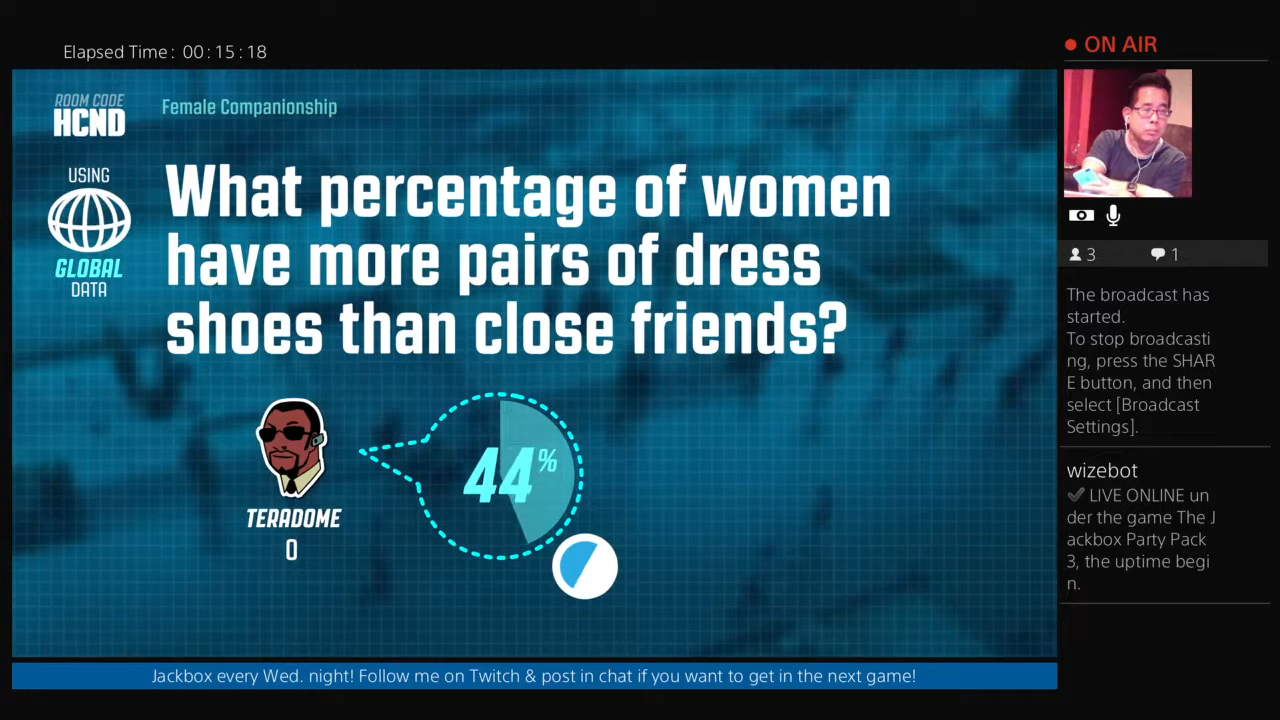 Elapsed Time: 00:15:18
ON AIR
ROOM CODE
HCND
Female Companionship
USING
GLOBAL
DATA
What percentage of women
have more pairs of dress
shoes than close friends?
44%
TERADOME
0
3
1
The broadcast has
started.
To stop broadcasti
ng, press the SHAR
E button, and then
select [Broadcast
Settings].
wizebot
LIVE ONLINE un
der the game The J
ackbox Party Pack
3, the uptime begi
n.
Jackbox every Wed. night! Follow me on Twitch & post in chat if you want to get in the next game!